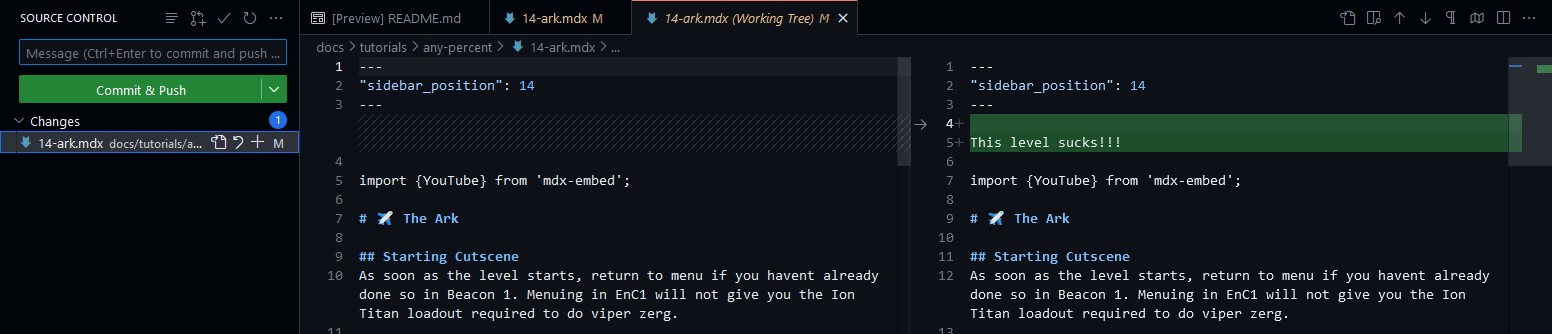 SOURCE CONTROL
Message (Ctrl+Enter to commit and push ...
Commit & Push
Changes 1
14-ark.mdx docs/tutorials/a... M
[Preview] README.md
14-ark.mdx M
14-ark.mdx (Working Tree) M
docs > tutorials > any-percent > 14-ark.mdx > ...
1 ---
2 "sidebar_position": 14
3 ---
4
5 import {YouTube} from 'mdx-embed';
6
7 # ✈️ The Ark
8
9 ## Starting Cutscene
10 As soon as the level starts, return to menu if you havent already
done so in Beacon 1. Menuing in EnC1 will not give you the Ion
Titan loadout required to do viper zerg.
11
1 ---
2 "sidebar_position": 14
3 ---
4+
5+ This level sucks!!!
6
7 import {YouTube} from 'mdx-embed';
8
9 # ✈️ The Ark
10
11 ## Starting Cutscene
12 As soon as the level starts, return to menu if you havent already
done so in Beacon 1. Menuing in EnC1 will not give you the Ion
Titan loadout required to do viper zerg.
13